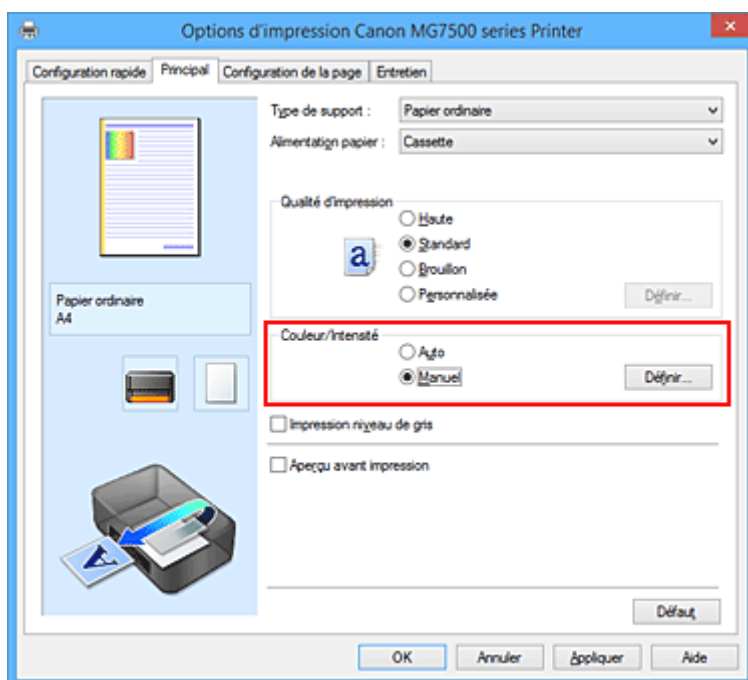 Options d'impression Canon MG7500 series Printer
Configuration rapide Principal Configuration de la page Entretien
Type de support : Papier ordinaire
Alimentation papier : Cassette
Qualité d'impression
Haute
a Standard
Brouillon
Personnalisée Définir...
Papier ordinaire
A4
Couleur/Intensité
Auto
Manuel Définir...
Impression niveau de gris
Aperçu avant impression
A
Défaut
OK Annuler Appliquer Aide